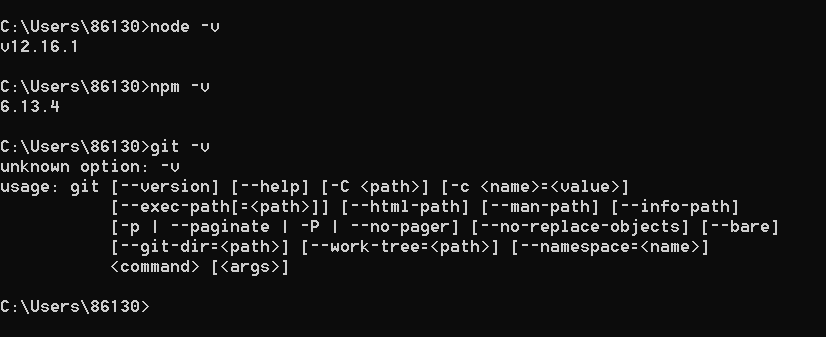 C:\Users\86130>node -v
v12.16.1
C:\Users\86130>npm -v
6.13.4
C:\Users\86130>git -v
unknown option: -v
usage: git [--version] [--help] [-C <path>] [-c <name>=<value>]
           [--exec-path[=<path>]] [--html-path] [--man-path] [--info-path]
           [-p | --paginate | -P | --no-pager] [--no-replace-objects] [--bare]
           [--git-dir=<path>] [--work-tree=<path>] [--namespace=<name>]
           <command> [<args>]
C:\Users\86130>